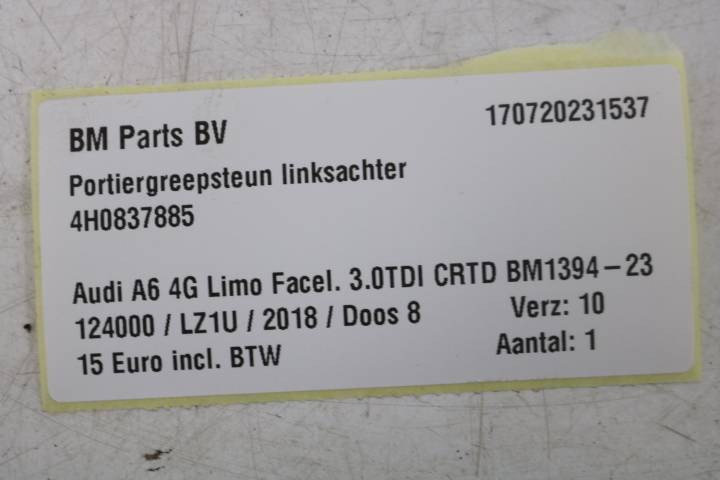 BM Parts BV 170720231537
Portiergreepsteun linksachter
4H0837885
Audi A6 4G Limo Facel. 3.0TDI CRTD BM1394-23
124000 / LZ1U / 2018 / Doos 8 Verz: 10
15 Euro incl. BTW Aantal: 1